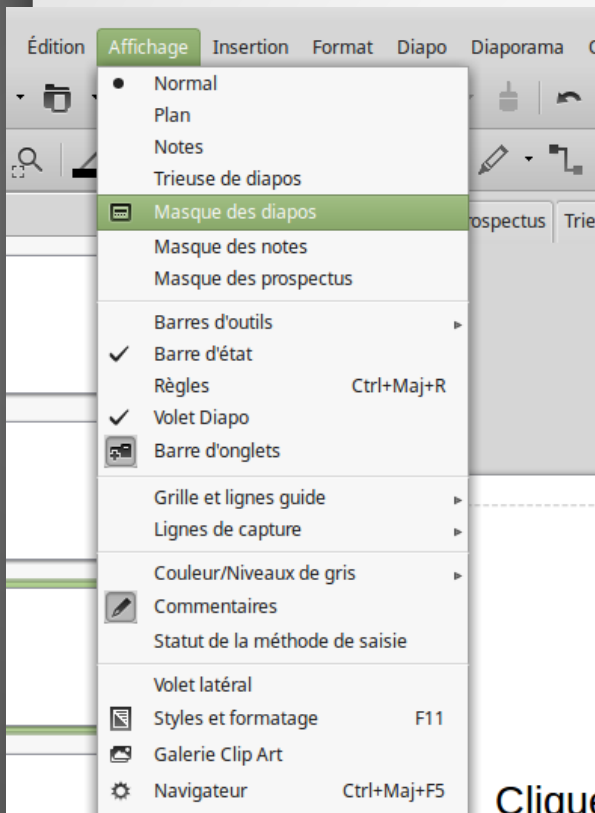 Édition Affichage Insertion Format Diapo Diaporama
Normal
Plan
Notes
Trieuse de diapos
Masque des diapos
Masque des notes
Masque des prospectus
rospectus Trie
Barres d'outils
Barre d'état
Règles Ctrl+Maj+R
Volet Diapo
Barre d'onglets
Grille et lignes guide
Lignes de capture
Couleur/Niveaux de gris
Commentaires
Statut de la méthode de saisie
Volet latéral
Styles et formatage F11
Galerie Clip Art
Navigateur Ctrl+Maj+F5
Clique